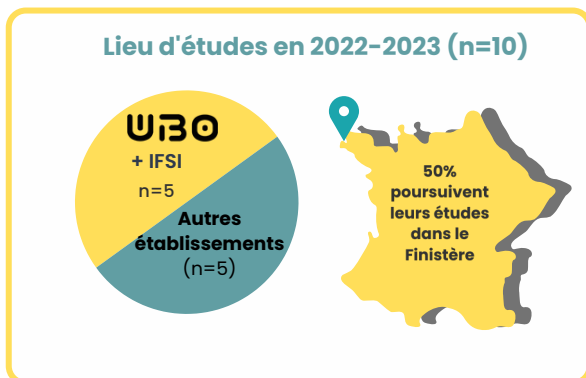 Lieu d'études en 2022-2023 (n=10)
UBO
+ IFSI
n=5
Autres
établissements
(n=5)
50%
poursuivent
leurs études
dans le
Finistère